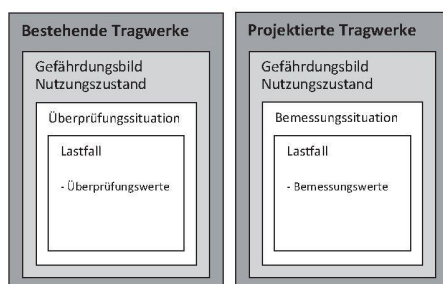 Bestehende Tragwerke
Gefährdungsbild
Nutzungszustand
Überprüfungssituation
Lastfall
- Überprüfungswerte
Projektierte Tragwerke
Gefährdungsbild
Nutzungszustand
Bemessungssituation
Lastfall
- Bemessungswerte